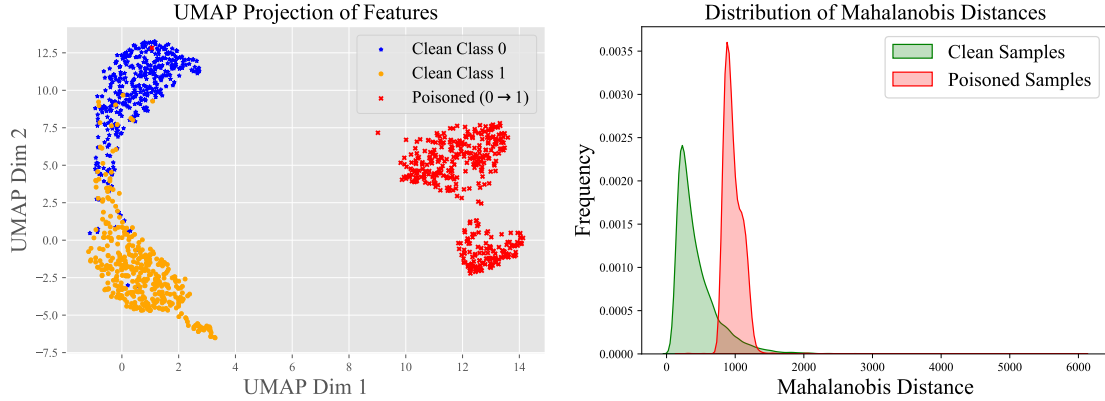 UMAP Projection of Features
Clean Class 0
Clean Class 1
Poisoned (0 → 1)
12.5
10.0
7.5
5.0
2.5
0.0
−2.5
−5.0
−7.5
UMAP Dim 2
0 2 4 6 8 10 12 14
UMAP Dim 1
Distribution of Mahalanobis Distances
Clean Samples
Poisoned Samples
0.0035
0.0030
0.0025
0.0020
0.0015
0.0010
0.0005
0.0000
Frequency
0 1000 2000 3000 4000 5000 6000
Mahalanobis Distance